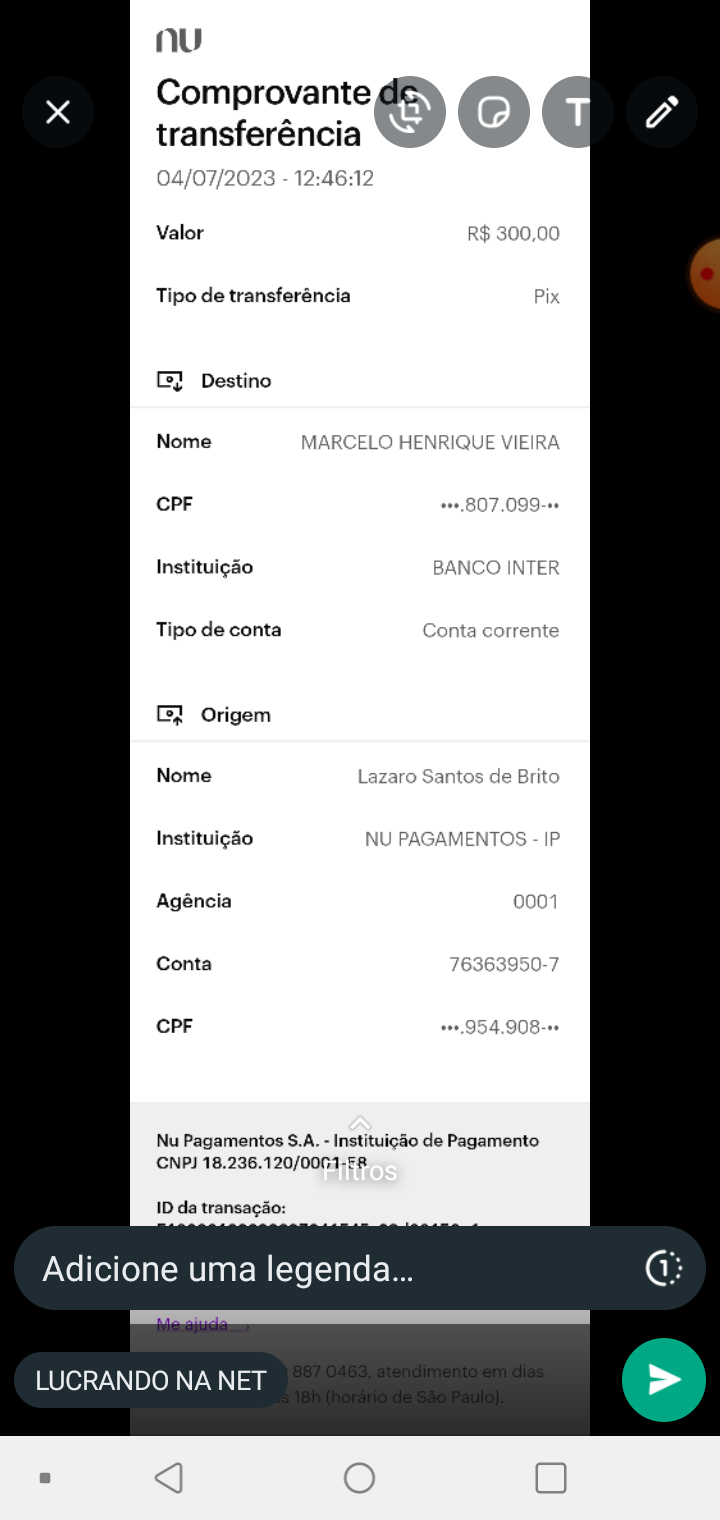 nu
Comprovante de
transferência
04/07/2023 - 12:46:12
Valor R$ 300,00
Tipo de transferência Pix
Destino
Nome MARCELO HENRIQUE VIEIRA
CPF •••.807.099-••
Instituição BANCO INTER
Tipo de conta Conta corrente
Origem
Nome Lazaro Santos de Brito
Instituição NU PAGAMENTOS - IP
Agência 0001
Conta 76363950-7
CPF •••.954.908-••
Nu Pagamentos S.A. - Instituição de Pagamento
CNPJ 18.236.120/0001-58
Filtros
ID da transação:
Adicione uma legenda...
Me ajuda
887 0463, atendimento em dias
LUCRANDO NA NET
18h (horário de São Paulo).